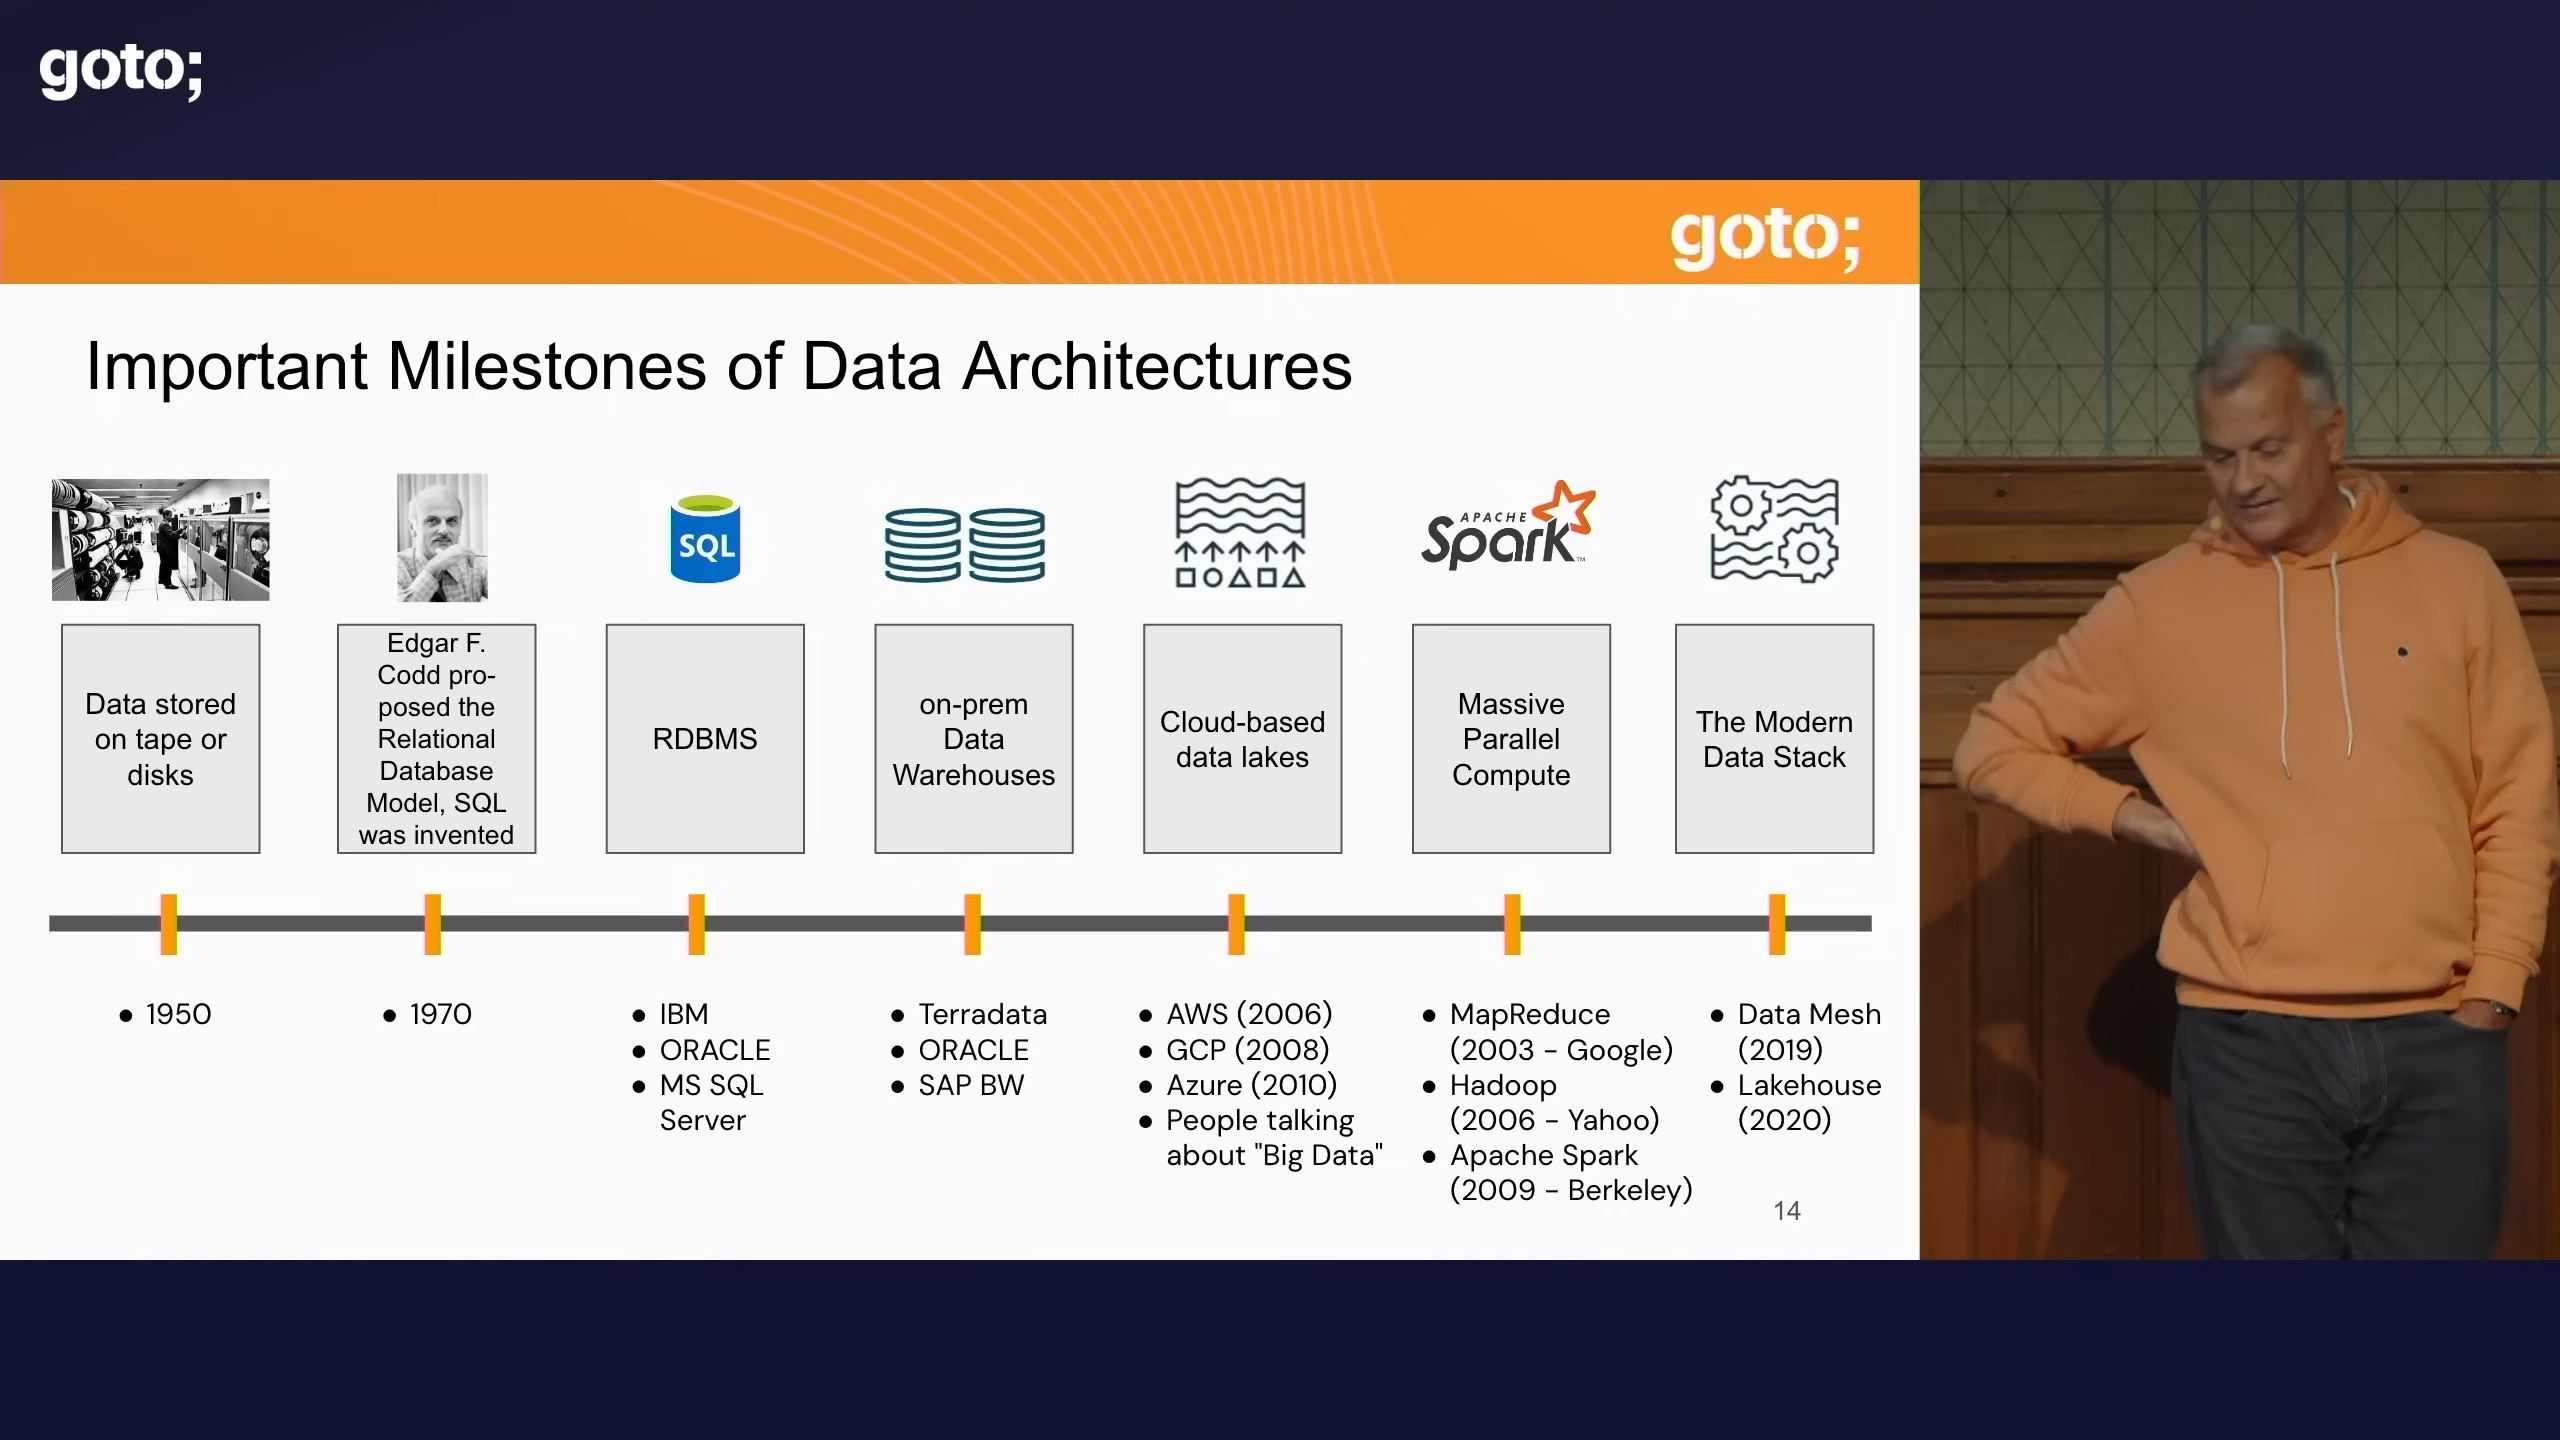 goto;
goto;
Important Milestones of Data Architectures
SQL
APACHE
Spark™
Data stored
on tape or
disks
Edgar F.
Codd pro-
posed the
Relational
Database
Model, SQL
was invented
RDBMS
on-prem
Data
Warehouses
Cloud-based
data lakes
Massive
Parallel
Compute
The Modern
Data Stack
● 1950
● 1970
● IBM
● ORACLE
● MS SQL
Server
● Terradata
● ORACLE
● SAP BW
● AWS (2006)
● GCP (2008)
● Azure (2010)
● People talking
about "Big Data"
● MapReduce
(2003 - Google)
● Hadoop
(2006 - Yahoo)
● Apache Spark
(2009 - Berkeley)
● Data Mesh
(2019)
● Lakehouse
(2020)
14